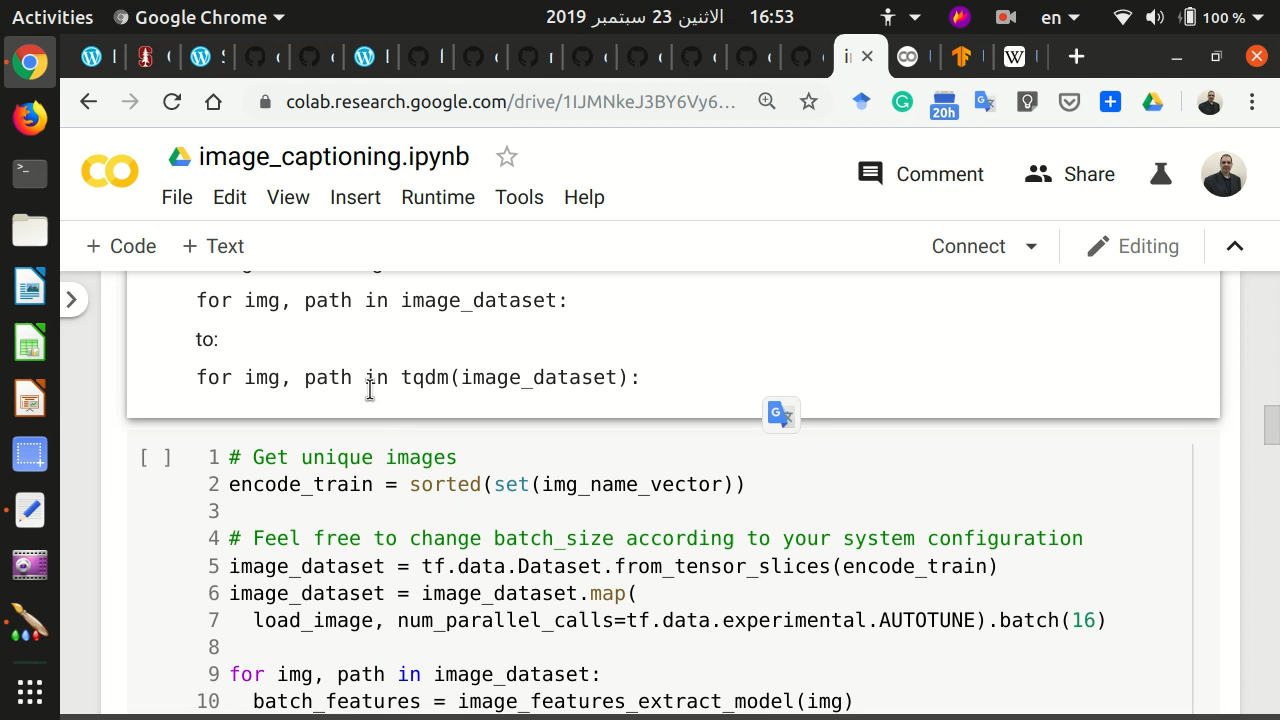 Activities Google Chrome 2019 الاثنين 23 سبتمبر 16:53 en 100 %
colab.research.google.com/drive/1IJMNkeJ3BY6Vy6... 20h
image_captioning.ipynb
Comment Share
File Edit View Insert Runtime Tools Help
+ Code + Text Connect Editing
for img, path in image_dataset:
to:
for img, path in tqdm(image_dataset):
[ ] 1 # Get unique images
2 encode_train = sorted(set(img_name_vector))
3
4 # Feel free to change batch_size according to your system configuration
5 image_dataset = tf.data.Dataset.from_tensor_slices(encode_train)
6 image_dataset = image_dataset.map(
7 load_image, num_parallel_calls=tf.data.experimental.AUTOTUNE).batch(16)
8
9 for img, path in image_dataset:
10 batch_features = image_features_extract_model(img)